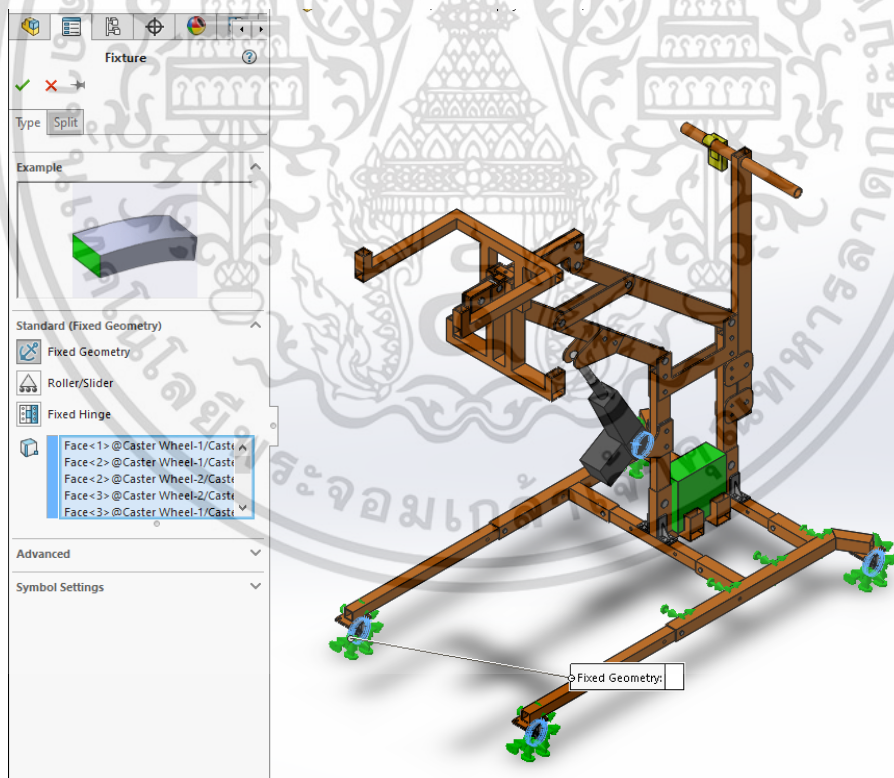 Fixture
Type
Split
Example
Standard (Fixed Geometry)
Fixed Geometry
Roller/Slider
Fixed Hinge
Face<1>@Caster Wheel-1/Caste
Face<2>@Caster Wheel-1/Caste
Face<2>@Caster Wheel-2/Caste
Face<3>@Caster Wheel-2/Caste
Face<3>@Caster Wheel-1/Caste
Advanced
Symbol Settings
Fixed Geometry: